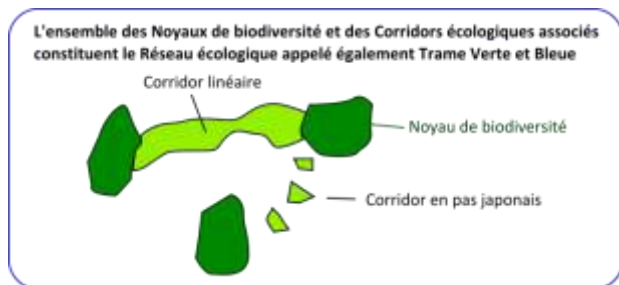 L'ensemble des Noyaux de biodiversité et des Corridors écologiques associés
constituent le Réseau écologique appelé également Trame Verte et Bleue
Corridor linéaire
Noyau de biodiversité
Corridor en pas japonais